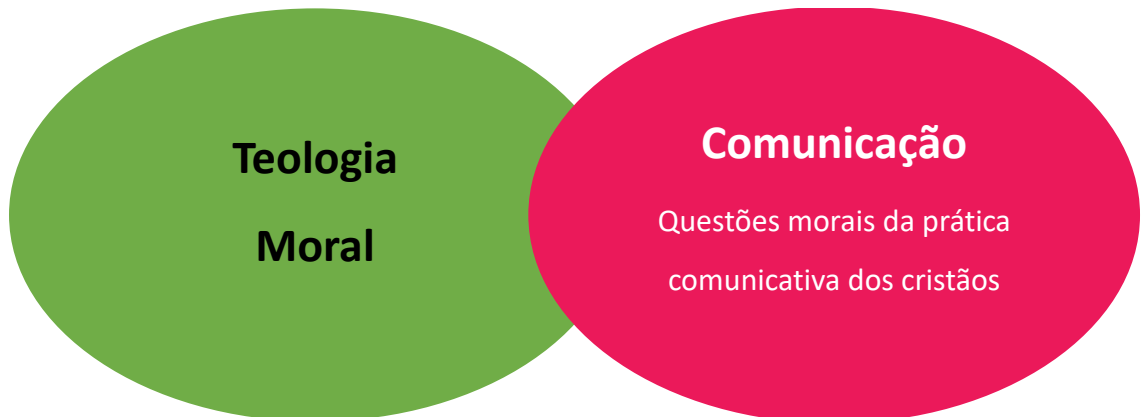 Teologia
Moral
Comunicação
Questões morais da prática
comunicativa dos cristãos